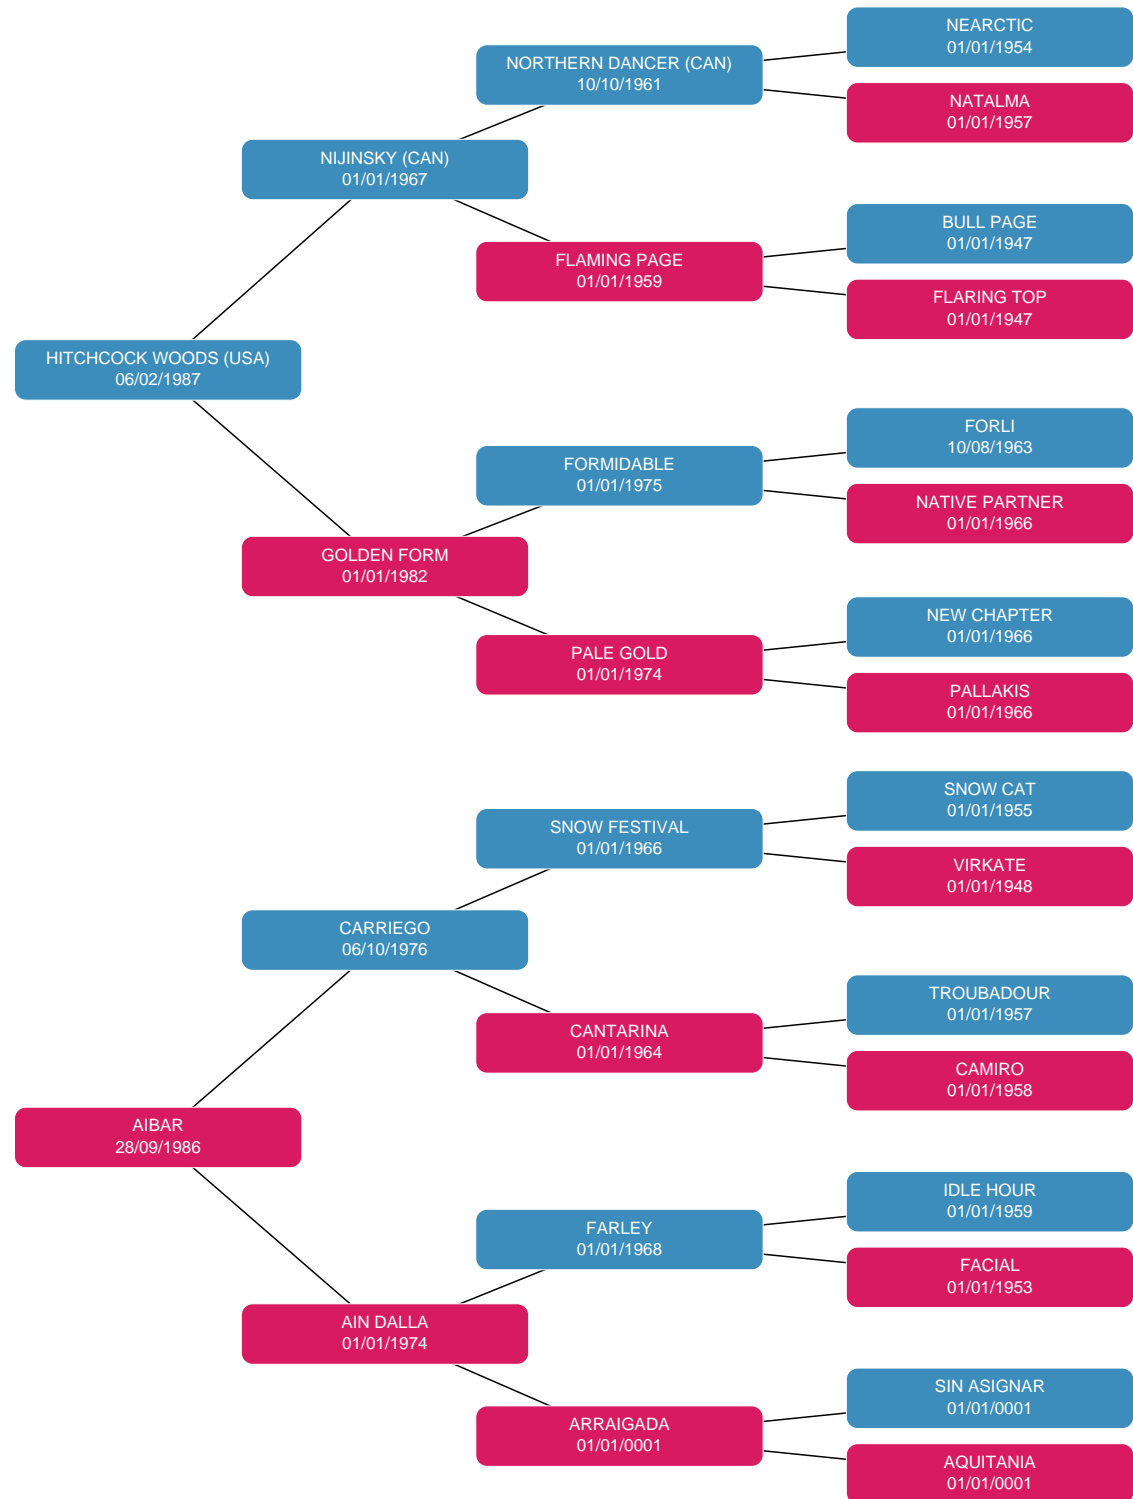 NEARCTIC
01/01/1954
NORTHERN DANCER (CAN)
10/10/1961
NATALMA
01/01/1957
NIJINSKY (CAN)
01/01/1967
BULL PAGE
01/01/1947
FLAMING PAGE
01/01/1959
FLARING TOP
01/01/1947
HITCHCOCK WOODS (USA)
06/02/1987
FORLI
10/08/1963
FORMIDABLE
01/01/1975
NATIVE PARTNER
01/01/1966
GOLDEN FORM
01/01/1982
NEW CHAPTER
01/01/1966
PALE GOLD
01/01/1974
PALLAKIS
01/01/1966
SNOW CAT
01/01/1955
SNOW FESTIVAL
01/01/1966
VIRKATE
01/01/1948
CARRIEGO
06/10/1976
TROUBADOUR
01/01/1957
CANTARINA
01/01/1964
CAMIRO
01/01/1958
AIBAR
28/09/1986
IDLE HOUR
01/01/1959
FARLEY
01/01/1968
FACIAL
01/01/1953
AIN DALLA
01/01/1974
SIN ASIGNAR
01/01/0001
ARRAIGADA
01/01/0001
AQUITANIA
01/01/0001